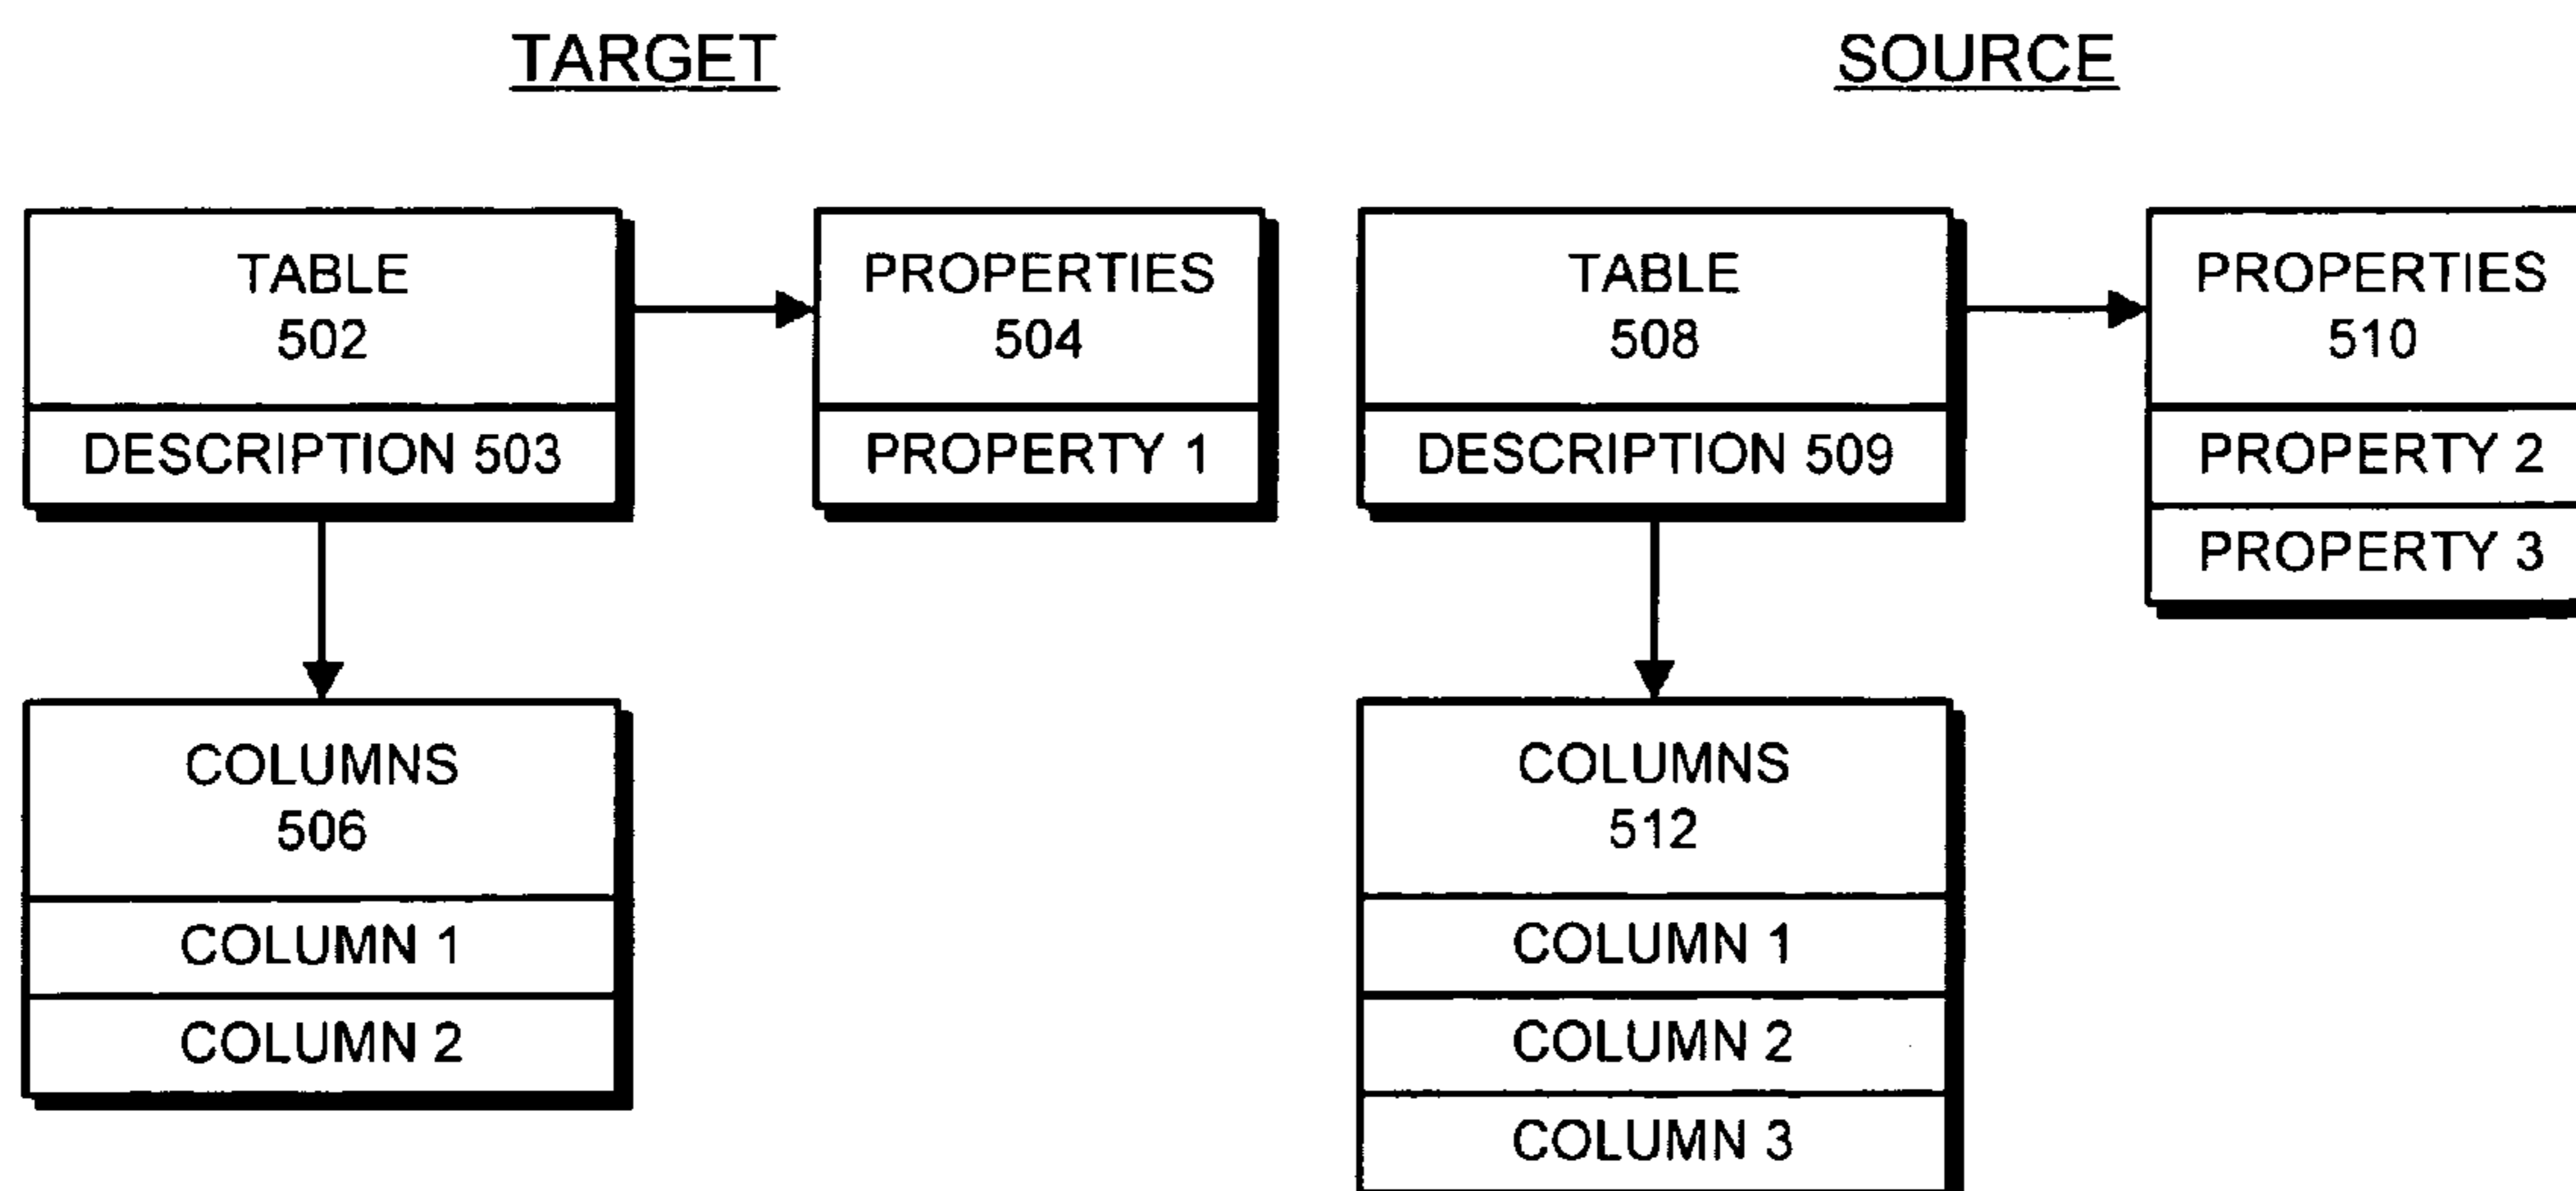 TARGET
TABLE
502
DESCRIPTION 503
PROPERTIES
504
PROPERTY 1
COLUMNS
506
COLUMN 1
COLUMN 2
SOURCE
TABLE
508
DESCRIPTION 509
PROPERTIES
510
PROPERTY 2
PROPERTY 3
COLUMNS
512
COLUMN 1
COLUMN 2
COLUMN 3